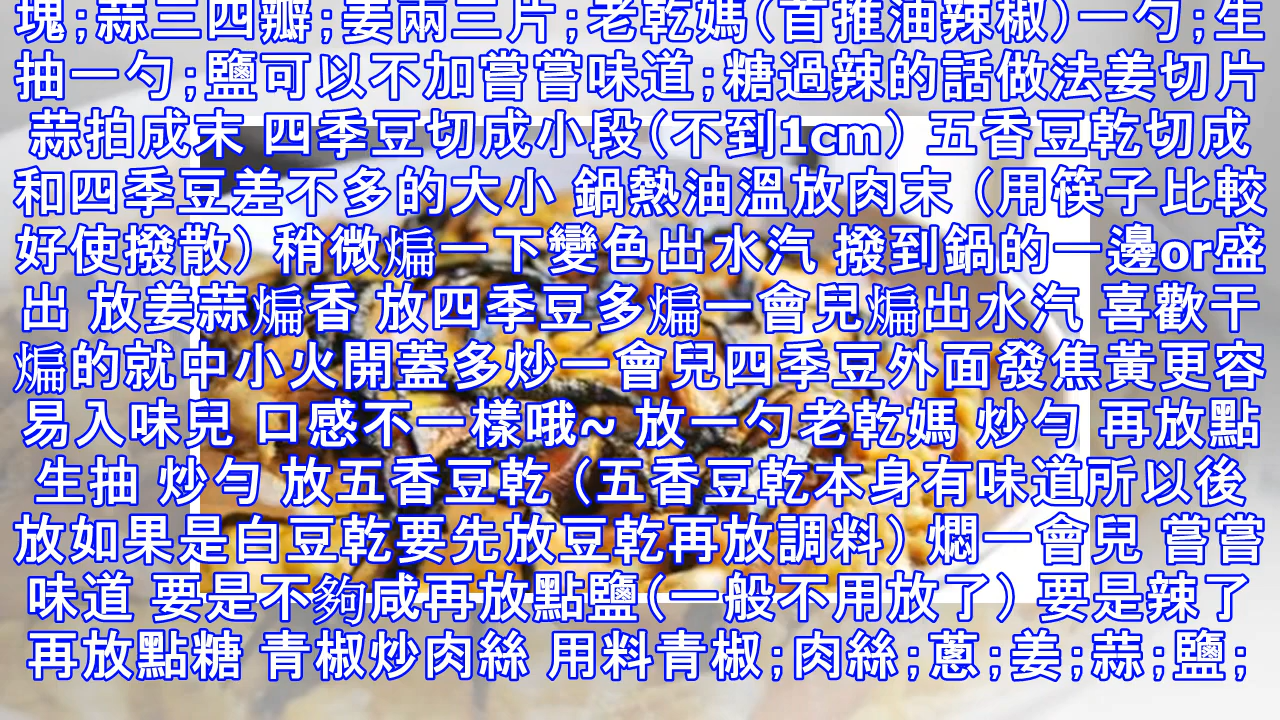 塊;蒜三四瓣;姜兩三片;老乾媽(首推油辣椒)一勺;生
抽一勺;鹽可以不加嘗嘗味道;糖過辣的話做法姜切片
蒜拍成末 四季豆切成小段(不到1cm) 五香豆乾切成
和四季豆差不多的大小 鍋熱油溫放肉末 (用筷子比較
好使撥散) 稍微煸一下變色出水汽 撥到鍋的一邊or盛
出 放姜蒜煸香 放四季豆多煸一會兒煸出水汽 喜歡干
煸的就中小火開蓋多炒一會兒四季豆外面發焦黃更容
易入味兒 口感不一樣哦~ 放一勺老乾媽 炒勻 再放點
生抽 炒勻 放五香豆乾 (五香豆乾本身有味道所以後
放如果是白豆乾要先放豆乾再放調料) 燜一會兒 嘗嘗
味道 要是不夠咸再放點鹽(一般不用放了) 要是辣了
再放點糖 青椒炒肉絲 用料青椒;肉絲;蔥;姜;蒜;鹽;